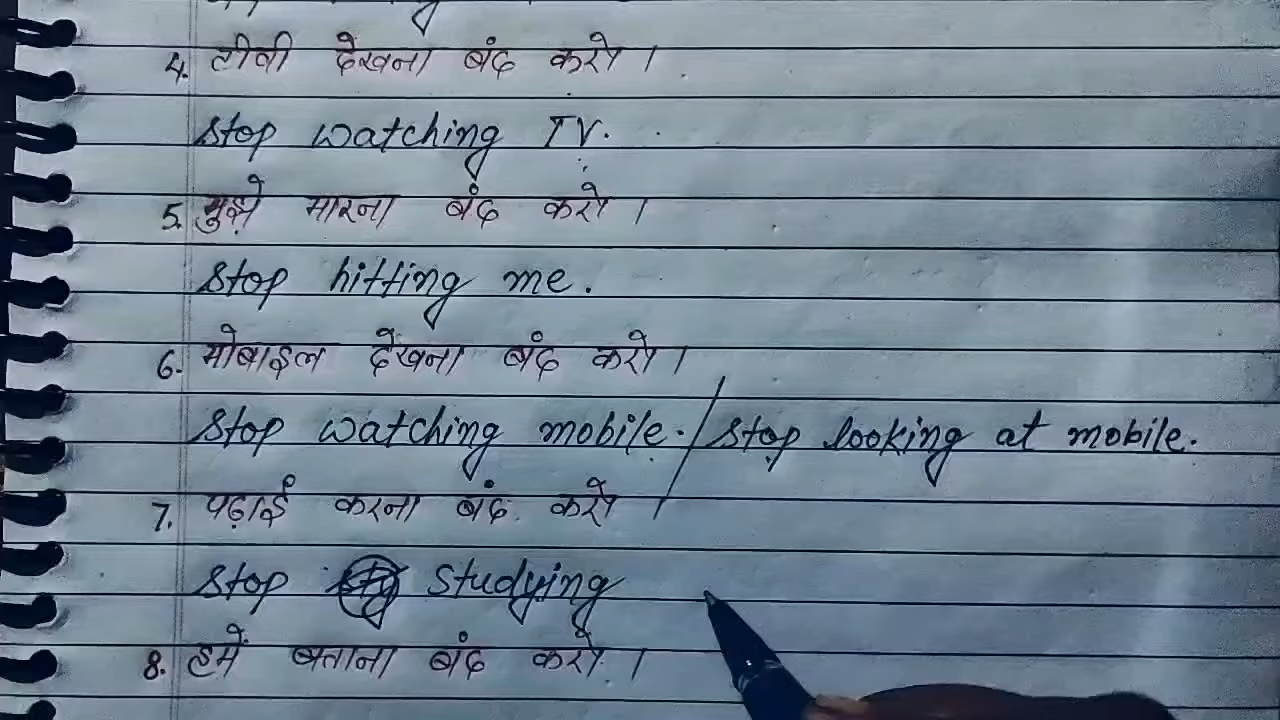 4. टीवी देखना बंद करो।
Stop watching TV.
5. मुझे मारना बंद करो।
Stop hitting me.
6. मोबाइल देखना बंद करो।
Stop watching mobile. / Stop looking at mobile.
7. पढ़ाई करना बंद करो।
Stop studying
8. हमें बताना बंद करो।